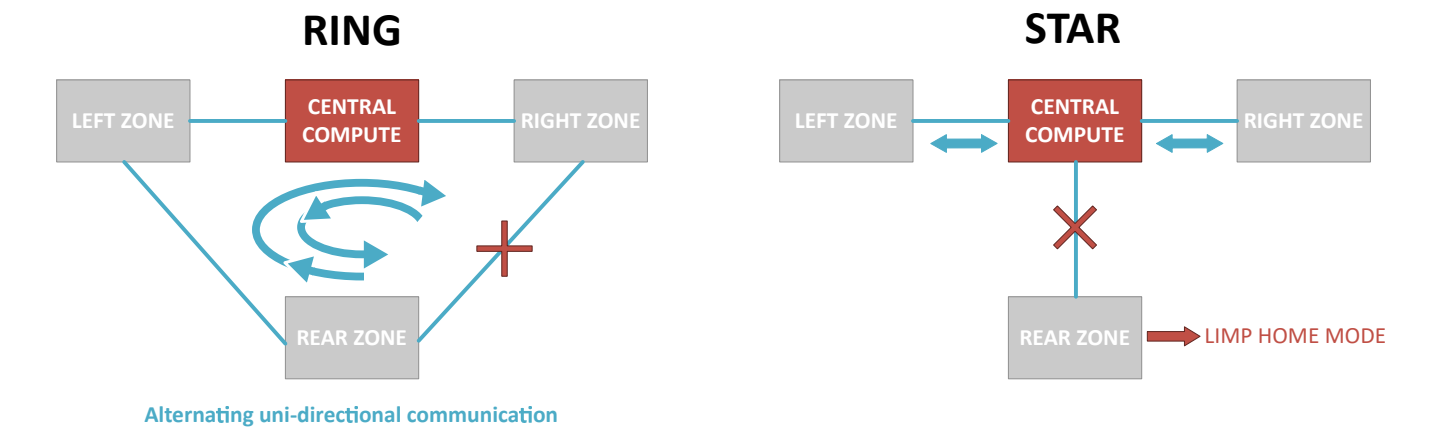 RING
LEFT ZONE
CENTRAL
COMPUTE
RIGHT ZONE
REAR ZONE
Alternating uni-directional communication
STAR
LEFT ZONE
CENTRAL
COMPUTE
RIGHT ZONE
REAR ZONE
LIMP HOME MODE